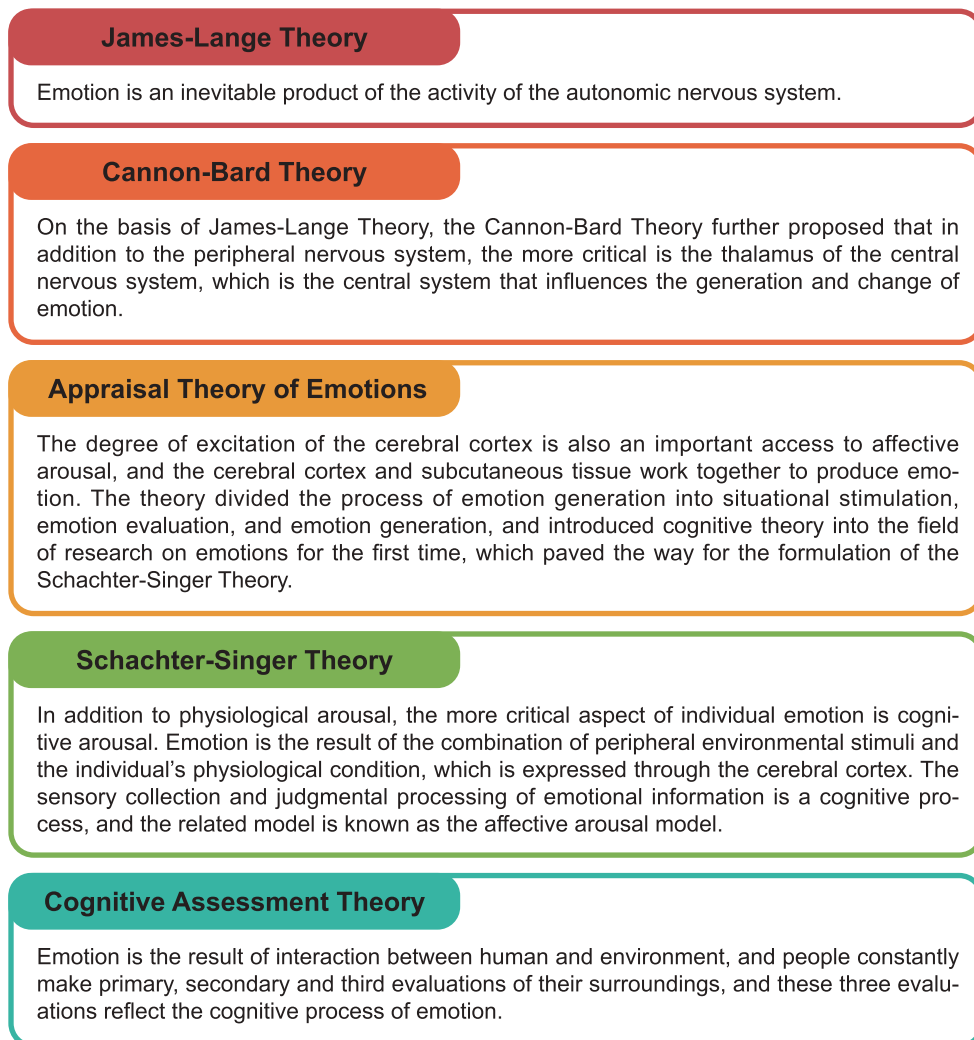 James-Lange Theory
Emotion is an inevitable product of the activity of the autonomic nervous system.
Cannon-Bard Theory
On the basis of James-Lange Theory, the Cannon-Bard Theory further proposed that in
addition to the peripheral nervous system, the more critical is the thalamus of the central
nervous system, which is the central system that influences the generation and change of
emotion.
Appraisal Theory of Emotions
The degree of excitation of the cerebral cortex is also an important access to affective
arousal, and the cerebral cortex and subcutaneous tissue work together to produce emo-
tion. The theory divided the process of emotion generation into situational stimulation,
emotion evaluation, and emotion generation, and introduced cognitive theory into the field
of research on emotions for the first time, which paved the way for the formulation of the
Schachter-Singer Theory.
Schachter-Singer Theory
In addition to physiological arousal, the more critical aspect of individual emotion is cogni-
tive arousal. Emotion is the result of the combination of peripheral environmental stimuli and
the individual's physiological condition, which is expressed through the cerebral cortex. The
sensory collection and judgmental processing of emotional information is a cognitive pro-
cess, and the related model is known as the affective arousal model.
Cognitive Assessment Theory
Emotion is the result of interaction between human and environment, and people constantly
make primary, secondary and third evaluations of their surroundings, and these three evalu-
ations reflect the cognitive process of emotion.